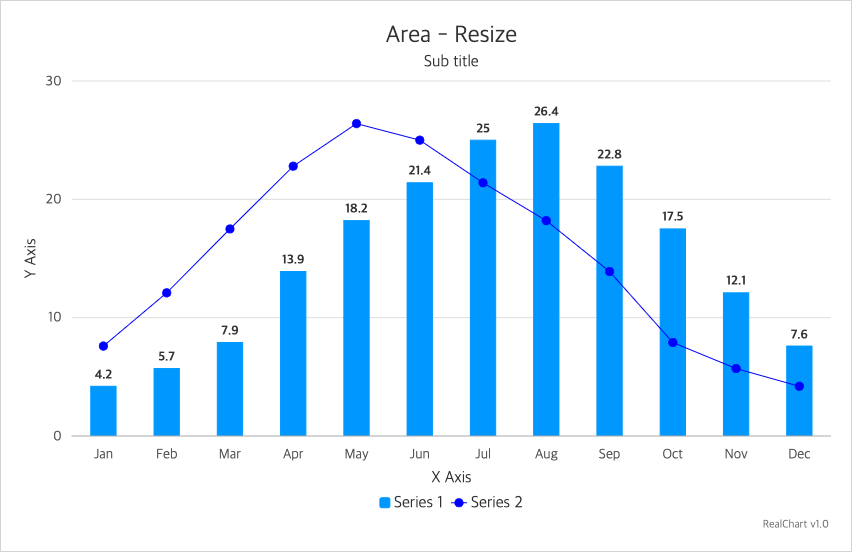 Area - Resize
Sub title
30
20
10
0
Y Axis
4.2
5.7
7.9
13.9
18.2
21.4
25
26.4
22.8
17.5
12.1
7.6
Jan Feb Mar Apr May Jun Jul Aug Sep Oct Nov Dec
X Axis
Series 1 Series 2
RealChart v1.0